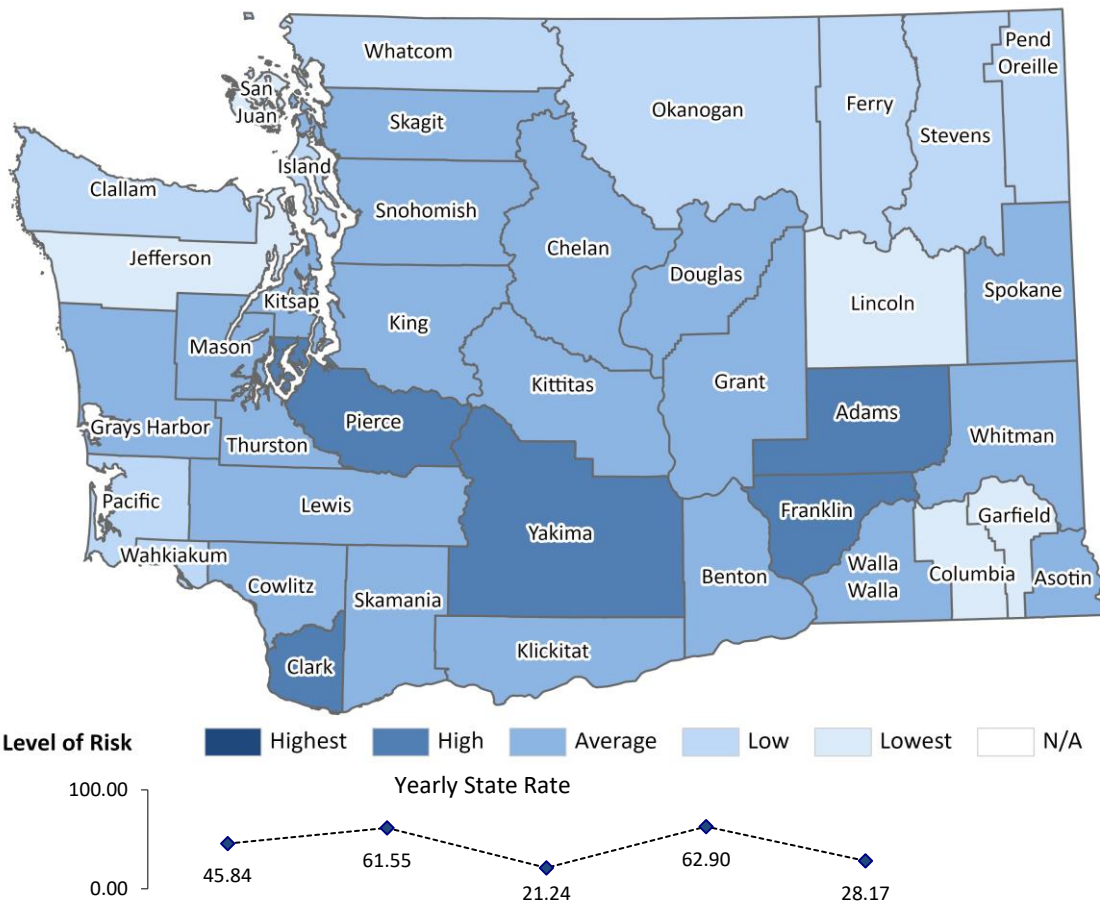 Whatcom
San
Juan
Skagit
Okanogan
Ferry
Stevens
Pend
Oreille
Island
Clallam
Snohomish
Chelan
Jefferson
Douglas
Kitsap
Lincoln
Spokane
King
Mason
Kittitas
Grant
Pierce
Adams
Grays Harbor
Thurston
Whitman
Pacific
Lewis
Yakima
Franklin
Garfield
Wahkiakum
Cowlitz
Skamania
Benton
Walla
Walla
Columbia
Asotin
Clark
Klickitat
Level of Risk Highest High Average Low Lowest N/A
Yearly State Rate
100.00
0.00
45.84
61.55
21.24
62.90
28.17